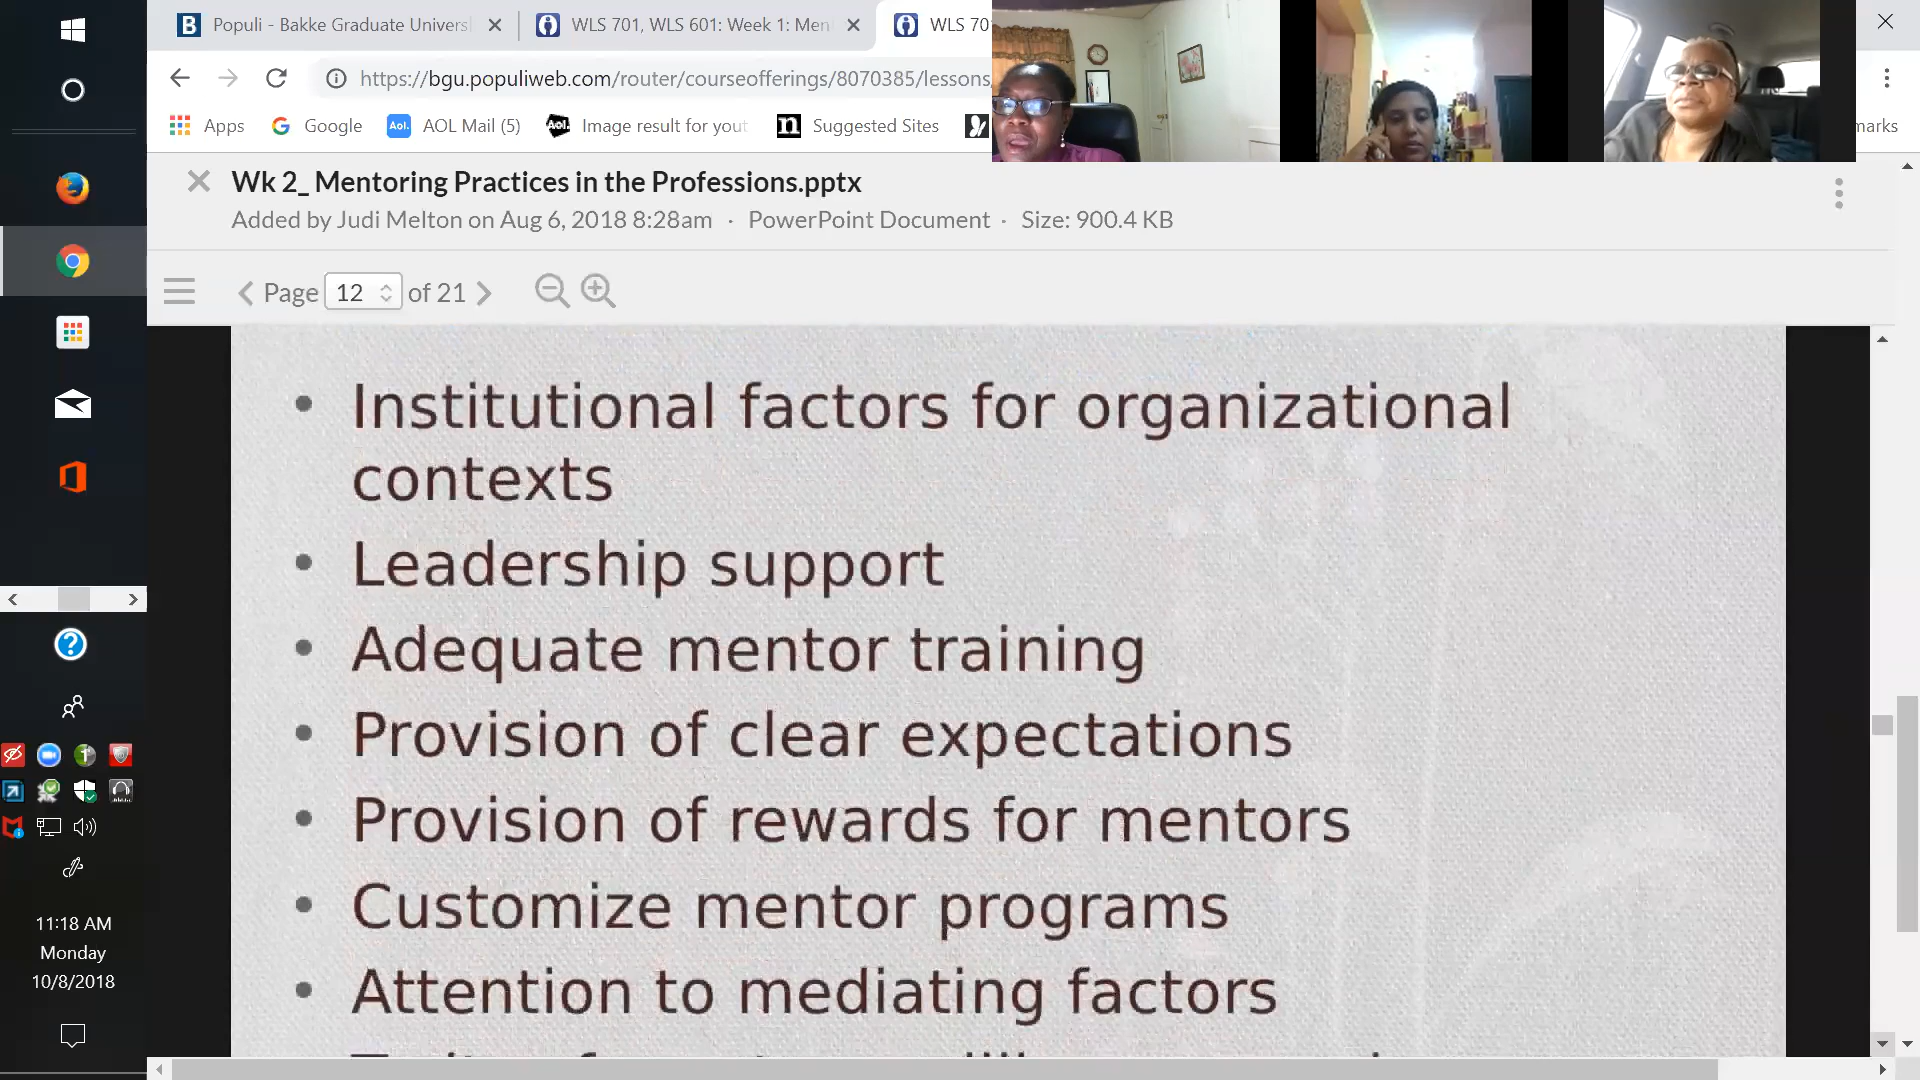 Populi - Bakke Graduate Univers
WLS 701, WLS 601: Week 1: Men
WLS 70
https://bgu.populiweb.com/router/courseofferings/8070385/lessons
Apps
Google
Aol.
AOL Mail (5)
Aol.
Image result for yout
n
Suggested Sites
marks
Wk 2_ Mentoring Practices in the Professions.pptx
Added by Judi Melton on Aug 6, 2018 8:28am · PowerPoint Document · Size: 900.4 KB
Page 12 of 21
• Institutional factors for organizational
contexts
• Leadership support
• Adequate mentor training
• Provision of clear expectations
• Provision of rewards for mentors
• Customize mentor programs
• Attention to mediating factors
11:18 AM
Monday
10/8/2018